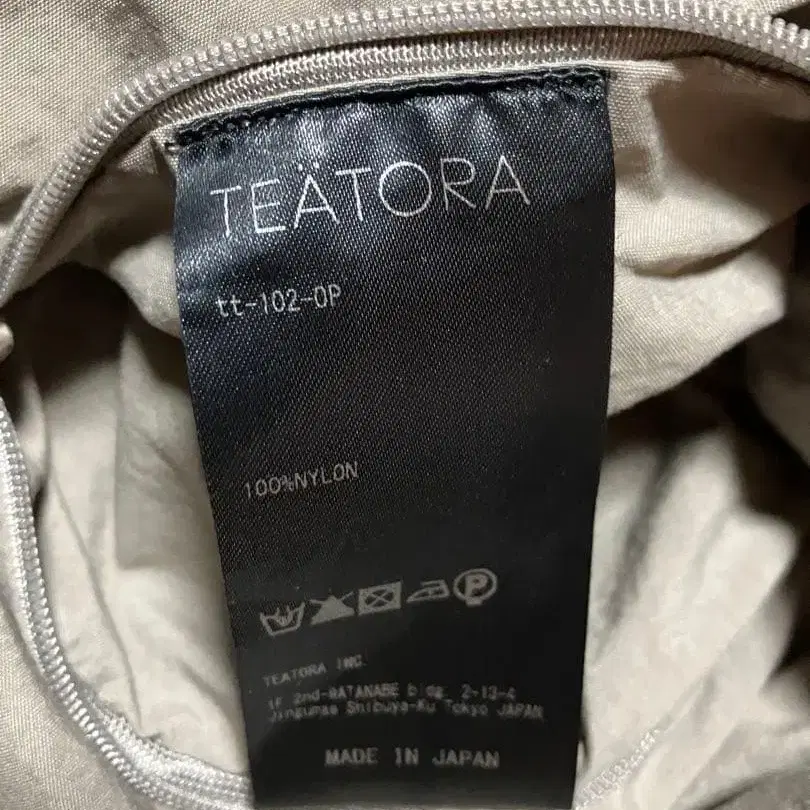 TEÄTORA
tt-102-OP
100%NYLON
P
TEATORA INC.
1F 2nd-WATANABE bldg. 2-13-4
Jingumae Shibuya-Ku Tokyo JAPAN
MADE IN JAPAN